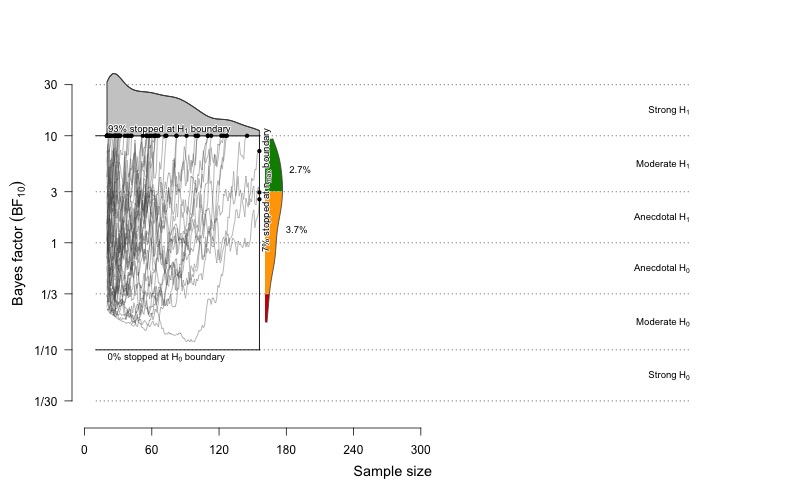 30
Strong H₁
93% stopped at H₁ boundary
10
Moderate H₁
2.7%
3
7% stopped at nmax boundary
Anecdotal H₁
3.7%
1
Anecdotal H₀
1/3
Moderate H₀
1/10
0% stopped at H₀ boundary
Strong H₀
1/30
Bayes factor (BF₁₀)
0 60 120 180 240 300
Sample size